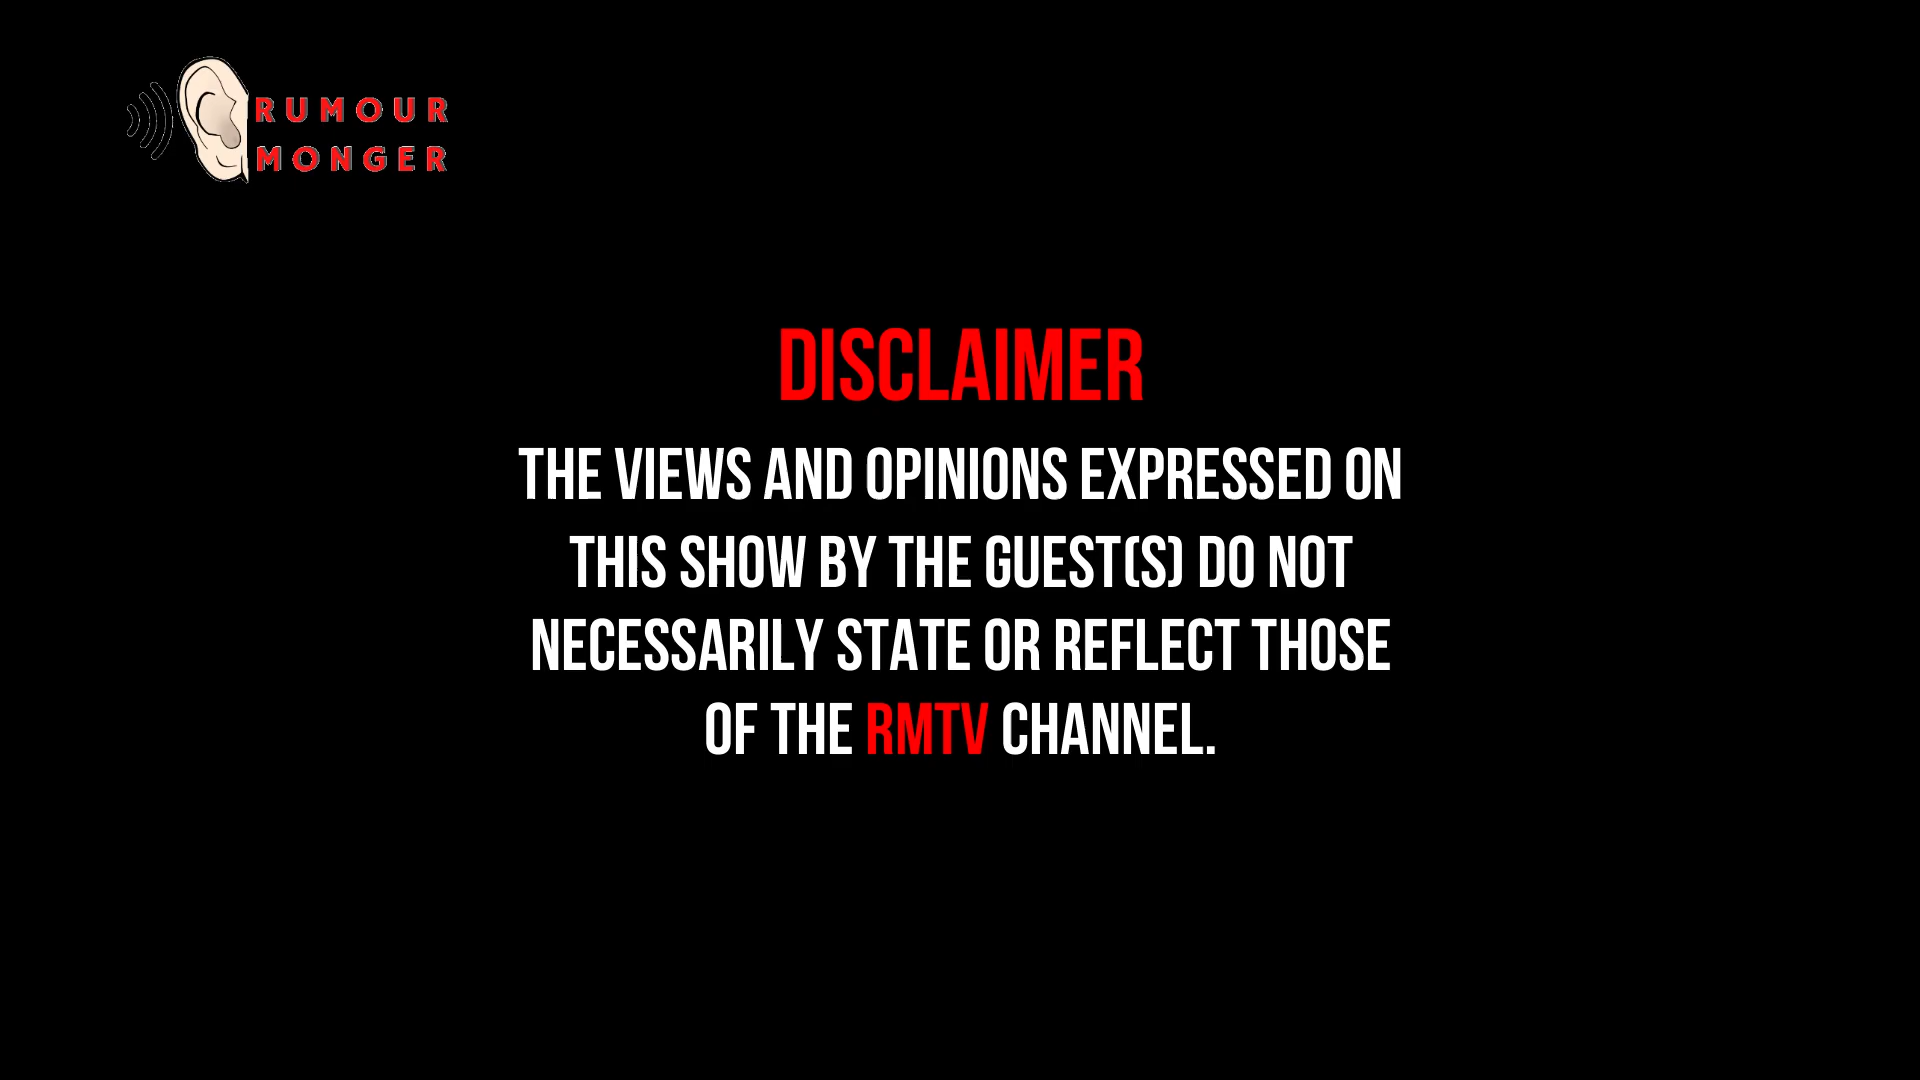 RUMOUR
MONGER
DISCLAIMER
THE VIEWS AND OPINIONS EXPRESSED ON
THIS SHOW BY THE GUEST(S) DO NOT
NECESSARILY STATE OR REFLECT THOSE
OF THE RMTV CHANNEL.